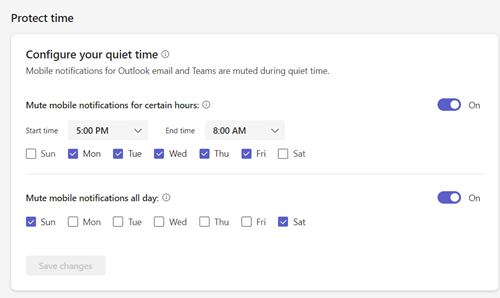 Protect time
Configure your quiet time
Mobile notifications for Outlook email and Teams are muted during quiet time.
Mute mobile notifications for certain hours: On
Start time 5:00 PM End time 8:00 AM
Sun Mon Tue Wed Thu Fri Sat
Mute mobile notifications all day: On
Sun Mon Tue Wed Thu Fri Sat
Save changes